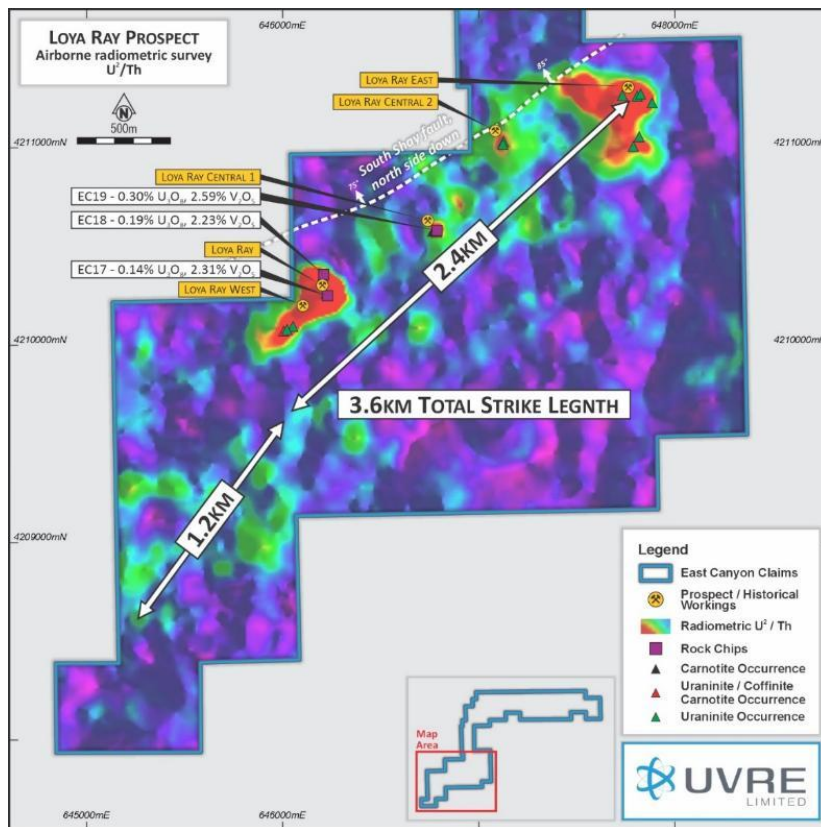 LOYA RAY PROSPECT
Airborne radiometric survey
U²/Th
N
500m
646000mE
648000mE
4211000mN
4211000mN
4210000mN
4210000mN
4209000mN
645000mE
646000mE
LOYA RAY EAST
LOYA RAY CENTRAL 2
85°
South Shay fault,
north side down
75°
LOYA RAY CENTRAL 1
EC19 - 0.30% U₃O₈, 2.59% V₂O₅
EC18 - 0.19% U₃O₈, 2.23% V₂O₅
LOYA RAY
EC17 - 0.14% U₃O₈, 2.31% V₂O₅
LOYA RAY WEST
2.4KM
3.6KM TOTAL STRIKE LEGNTH
1.2KM
Legend
East Canyon Claims
Prospect / Historical
Workings
Radiometric U² / Th
Rock Chips
Carnotite Occurrence
Uraninite / Coffinite
Carnotite Occurrence
Uraninite Occurrence
Map
Area
UVRE
LIMITED